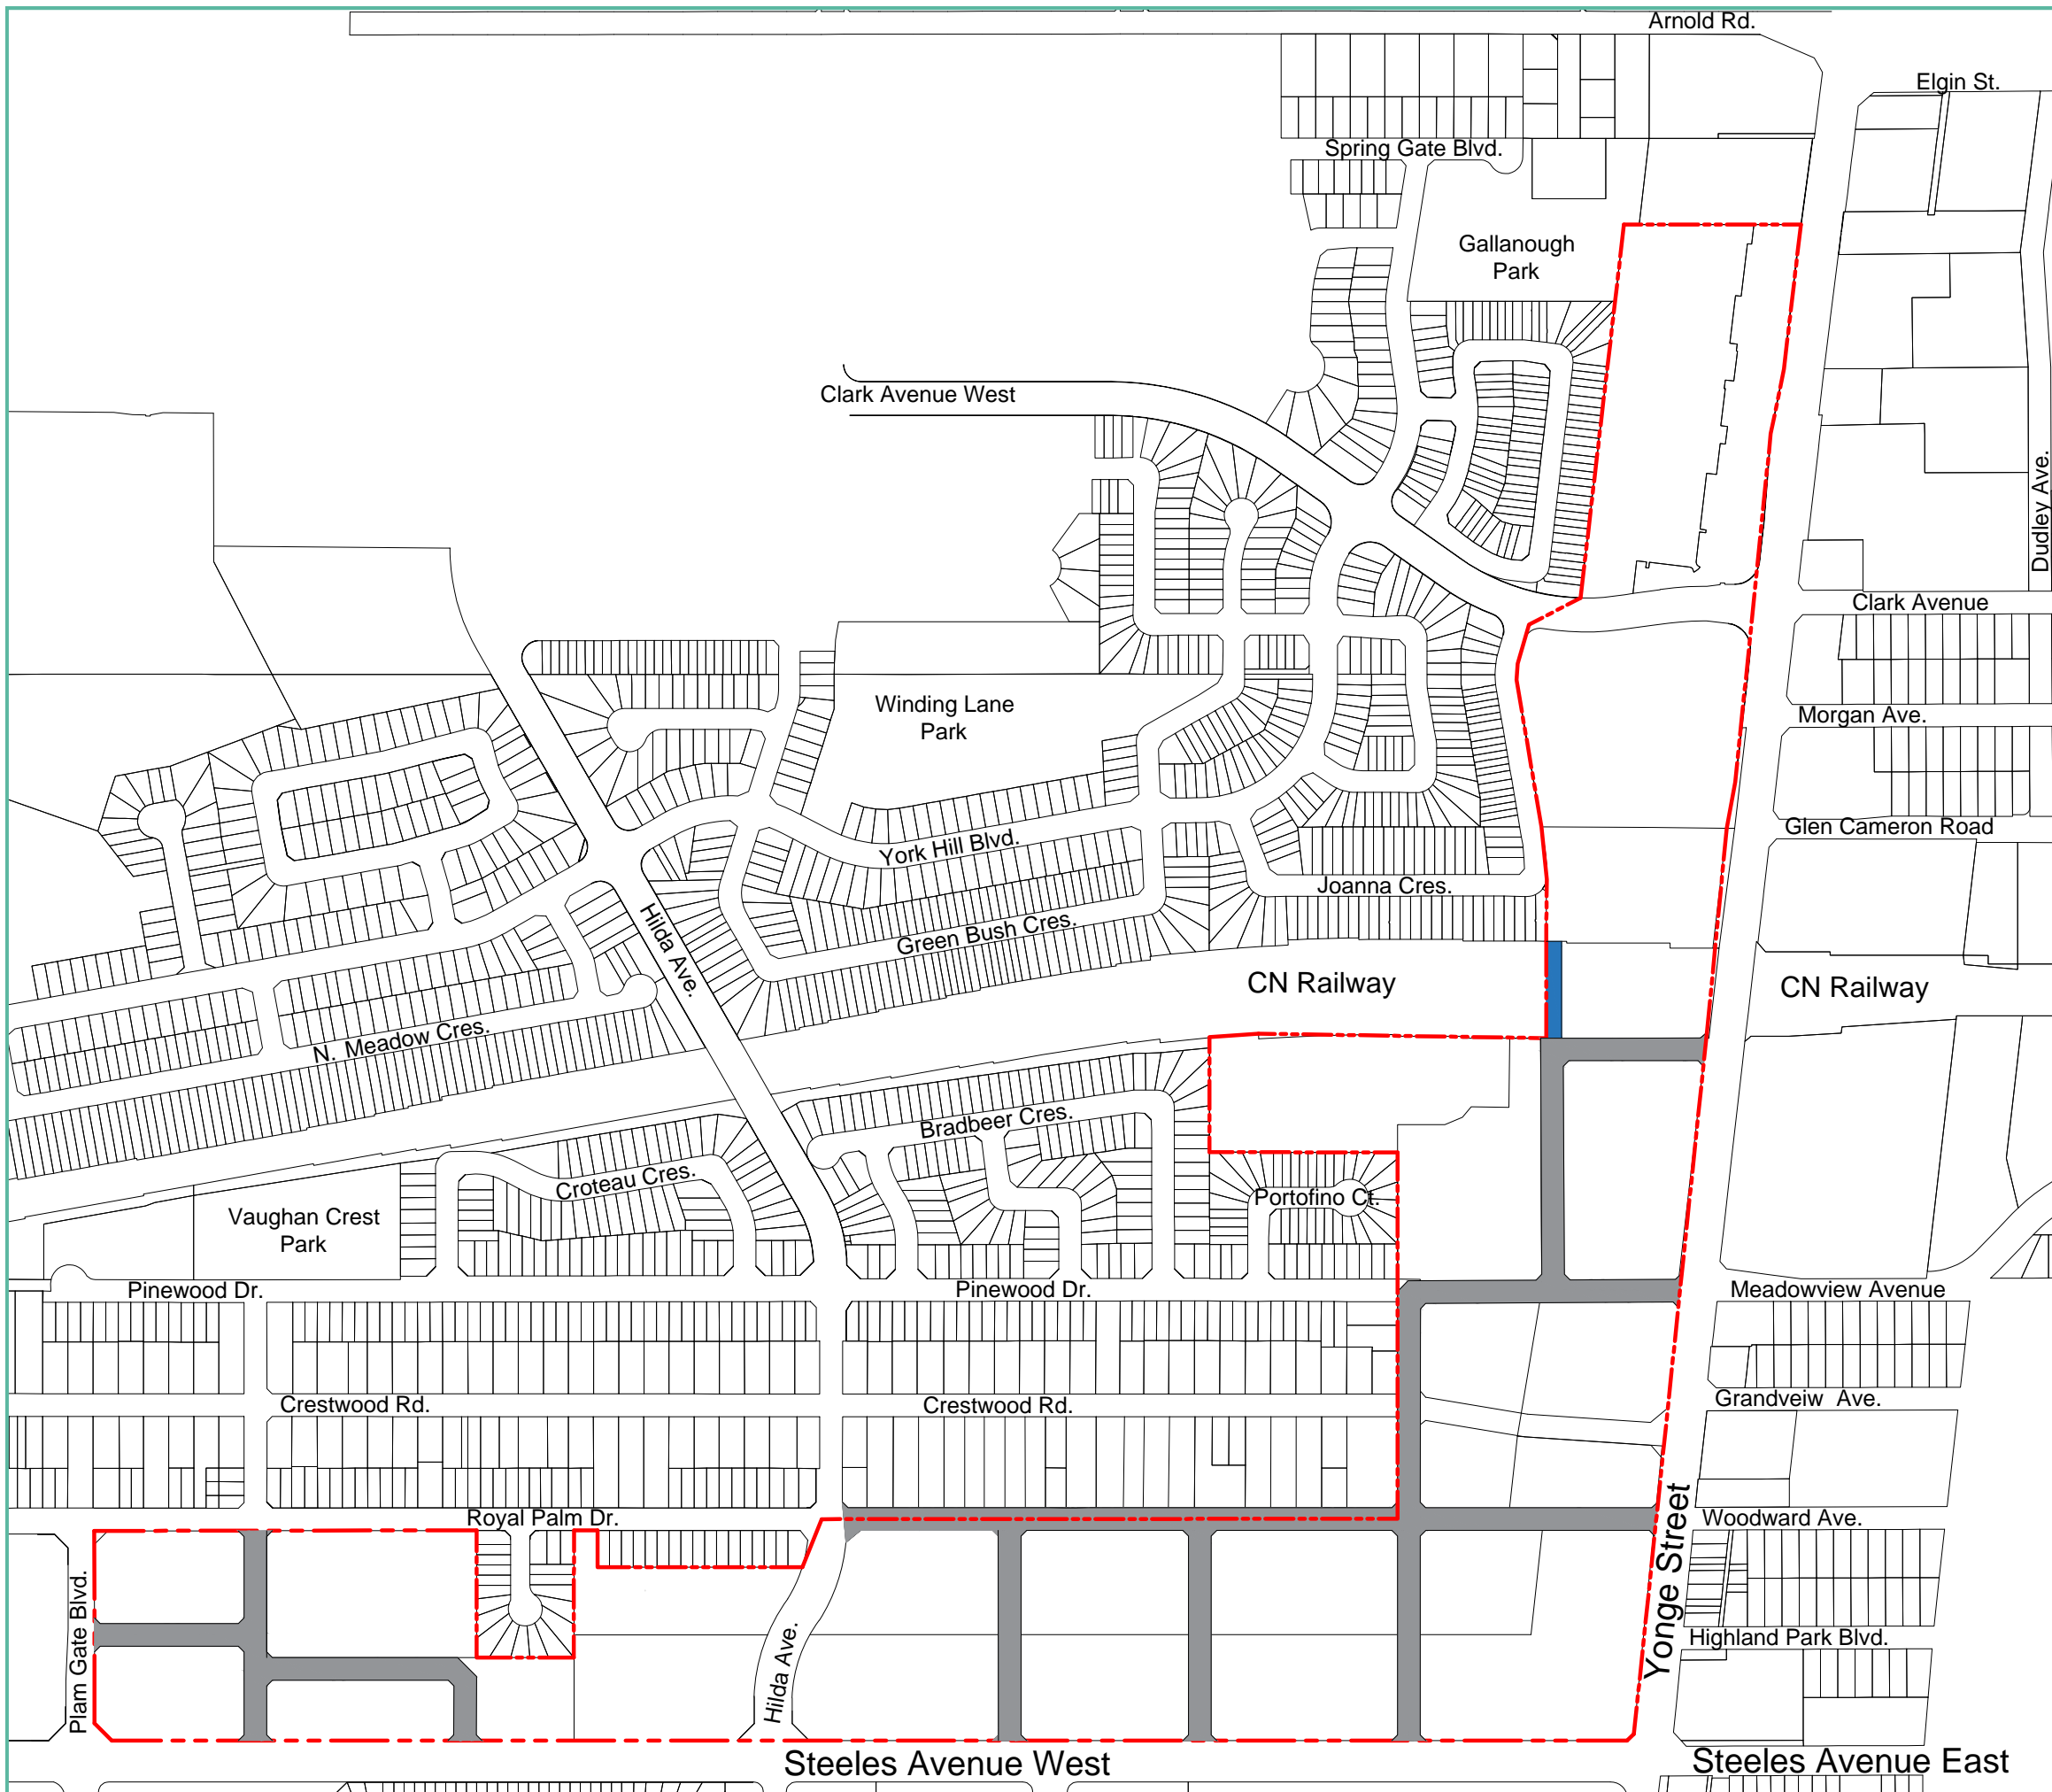 Arnold Rd.
Elgin St.
Spring Gate Blvd.
Gallanough
Park
Clark Avenue West
Dudley Ave.
Clark Avenue
Winding Lane
Park
Morgan Ave.
Glen Cameron Road
York Hill Blvd.
Joanna Cres.
Hilda Ave.
Green Bush Cres.
CN Railway
CN Railway
N. Meadow Cres.
Bradbeer Cres.
Croteau Cres.
Portofino Ct.
Vaughan Crest
Park
Pinewood Dr.
Pinewood Dr.
Meadowview Avenue
Crestwood Rd.
Crestwood Rd.
Grandveiw Ave.
Royal Palm Dr.
Woodward Ave.
Yonge Street
Plam Gate Blvd.
Hilda Ave.
Highland Park Blvd.
Steeles Avenue West
Steeles Avenue East